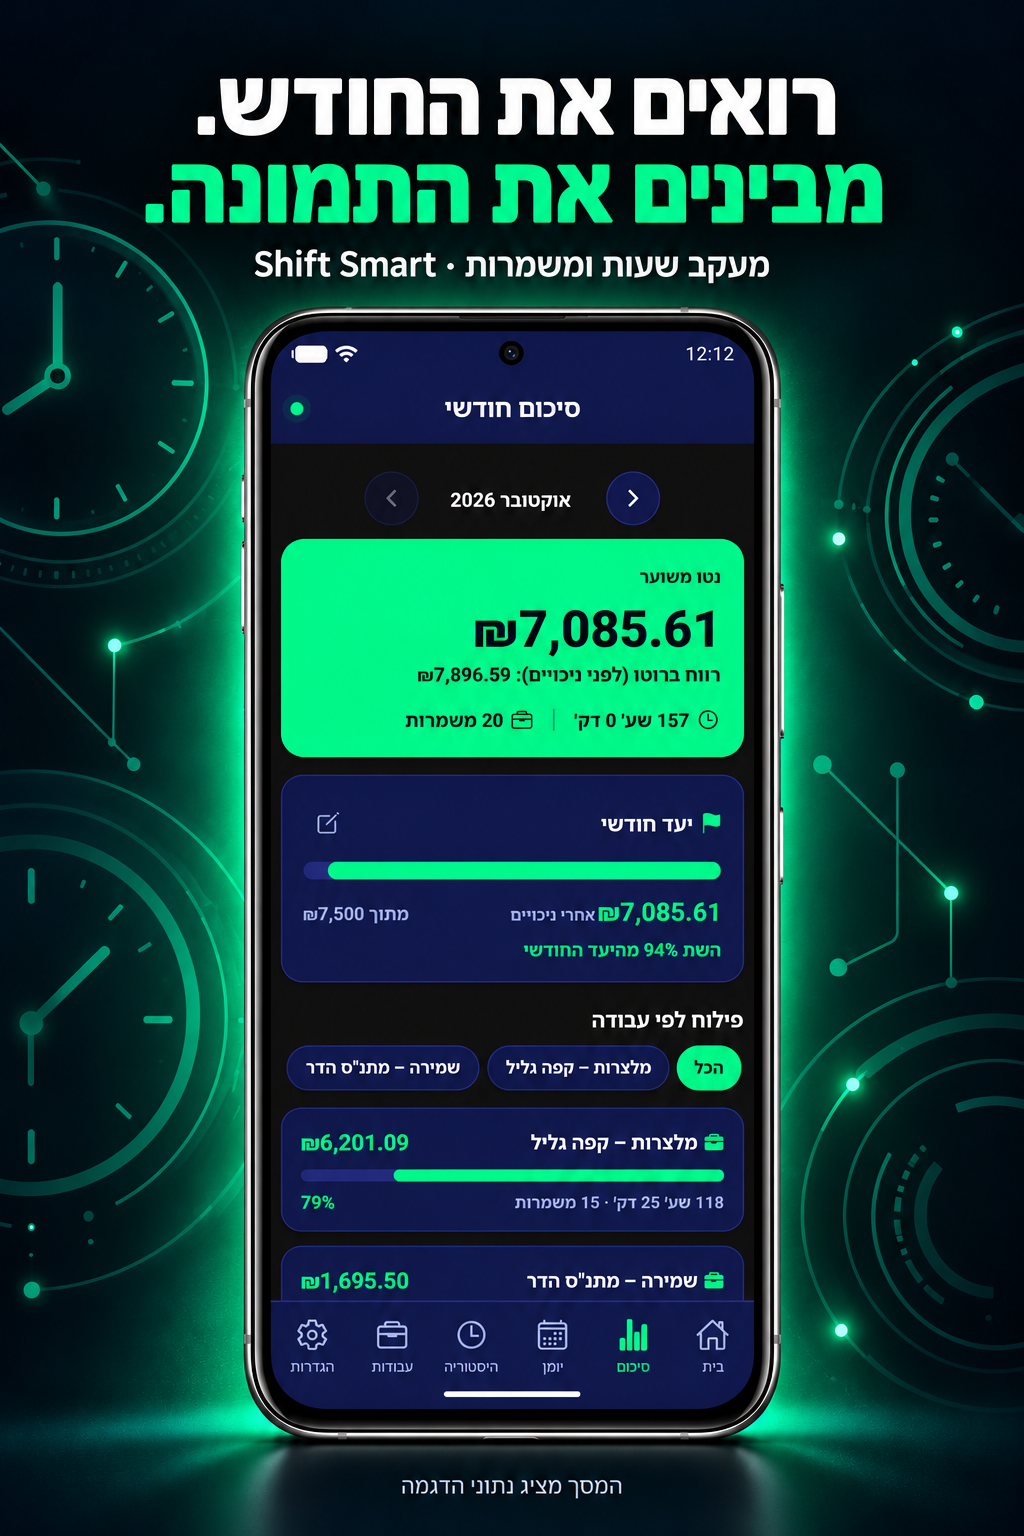 רואים את החודש.
מבינים את התמונה.
מעקב שעות ומשמרות · Shift Smart
12:12
סיכום חודשי
אוקטובר 2026
נטו משוער
₪7,085.61
רווח ברוטו (לפני ניכויים): ₪7,896.59
157 שע' 0 דק' | 20 משמרות
יעד חודשי
₪7,085.61 אחרי ניכויים מתוך ₪7,500
השת 94% מהיעד החודשי
פילוח לפי עבודה
הכל מלצרות – קפה גליל שמירה – מתנ"ס הדר
מלצרות – קפה גליל ₪6,201.09
118 שע' 25 דק' · 15 משמרות 79%
שמירה – מתנ"ס הדר ₪1,695.50
בית סיכום יומן היסטוריה עבודות הגדרות
המסך מציג נתוני הדגמה